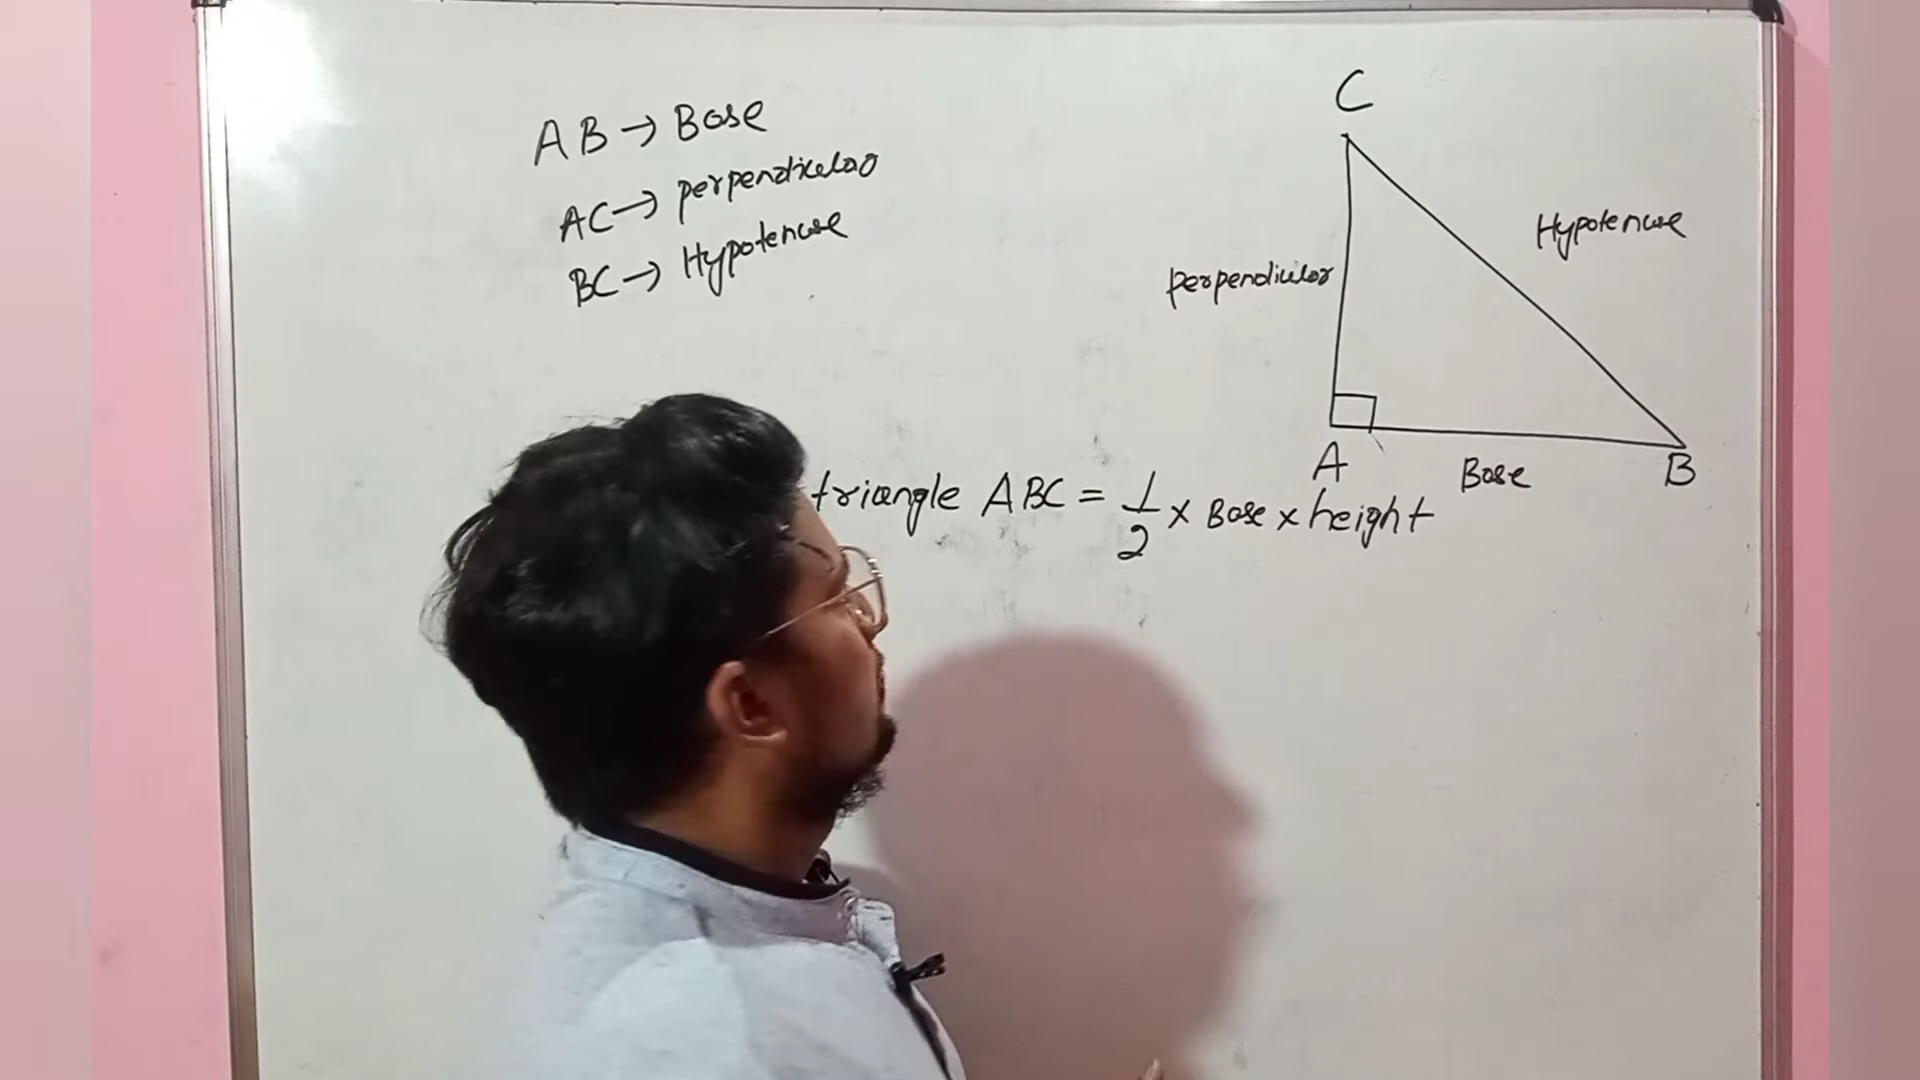 AB → Base
AC → perpendicular
BC → Hypotenuse
C
Hypotenuse
perpendicular
A
Base
B
triangle ABC = 1/2 × Base × height